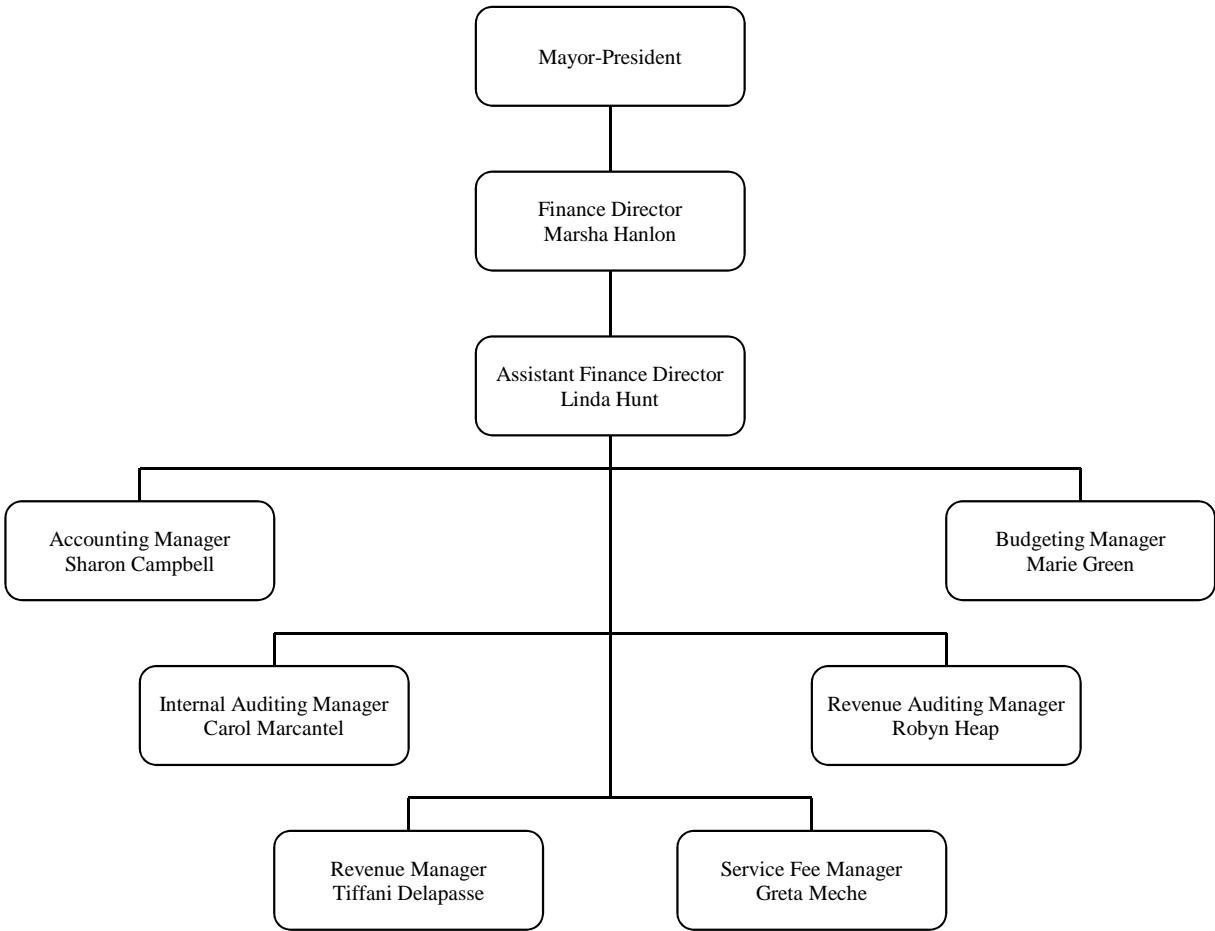 Mayor-President
Finance Director
Marsha Hanlon
Assistant Finance Director
Linda Hunt
Accounting Manager
Sharon Campbell
Budgeting Manager
Marie Green
Internal Auditing Manager
Carol Marcantel
Revenue Auditing Manager
Robyn Heap
Revenue Manager
Tiffani Delapasse
Service Fee Manager
Greta Meche